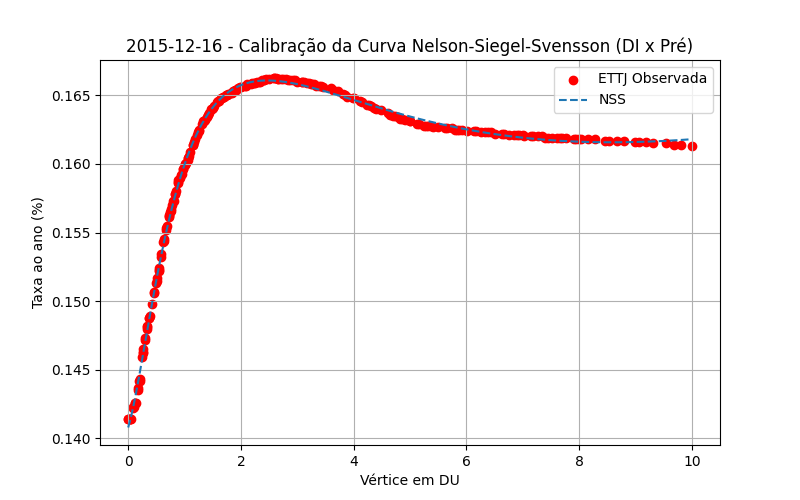 2015-12-16 - Calibração da Curva Nelson-Siegel-Svensson (DI x Pré)
ETTJ Observada
NSS
Taxa ao ano (%)
0.165
0.160
0.155
0.150
0.145
0.140
0 2 4 6 8 10
Vértice em DU